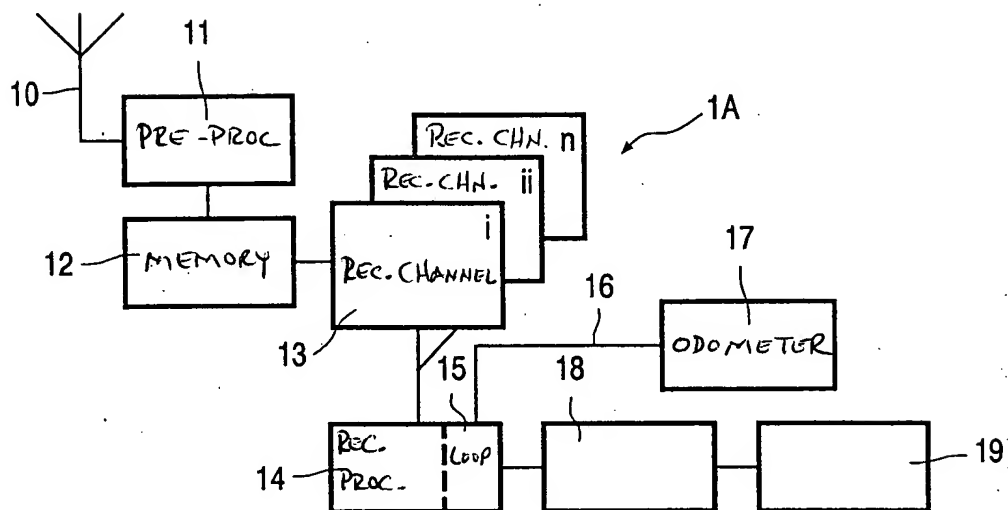 11
10
PRE-PROC
1A
REC. CHN. n
REC.CHN. ii
i
REC. CHANNEL
12
MEMORY
17
16
ODOMETER
13
15
18
REC.
PROC.
LOOP
14
19